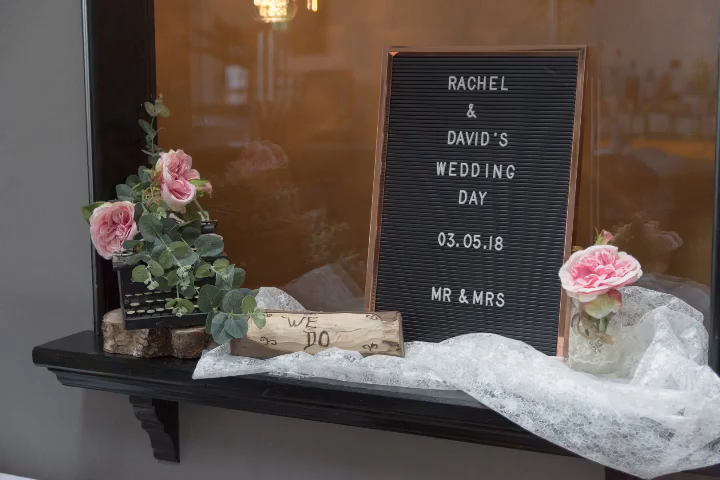 RACHEL
&
DAVID'S
WEDDING
DAY
03.05.18
MR & MRS
WE
DO